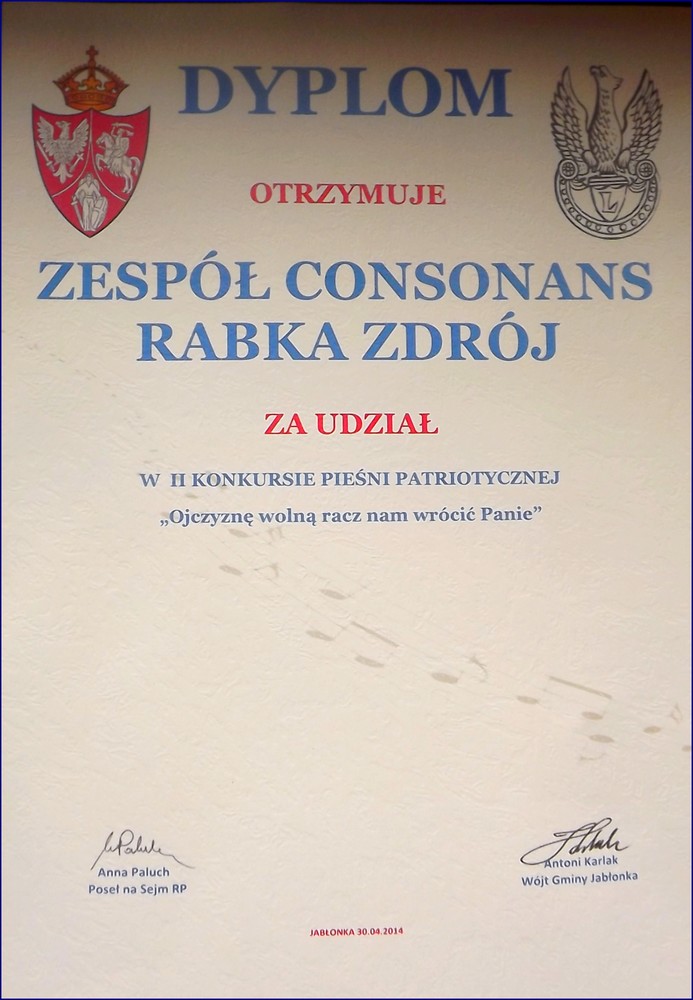 DYPLOM
OTRZYMUJE
ZESPÓŁ CONSONANS
RABKA ZDRÓJ
ZA UDZIAŁ
W II KONKURSIE PIEŚNI PATRIOTYCZNEJ
„Ojczyznę wolną racz nam wrócić Panie”
L
Anna Paluch
Poseł na Sejm RP
Antoni Karlak
Wójt Gminy Jabłonka
JABŁONKA 30.04.2014